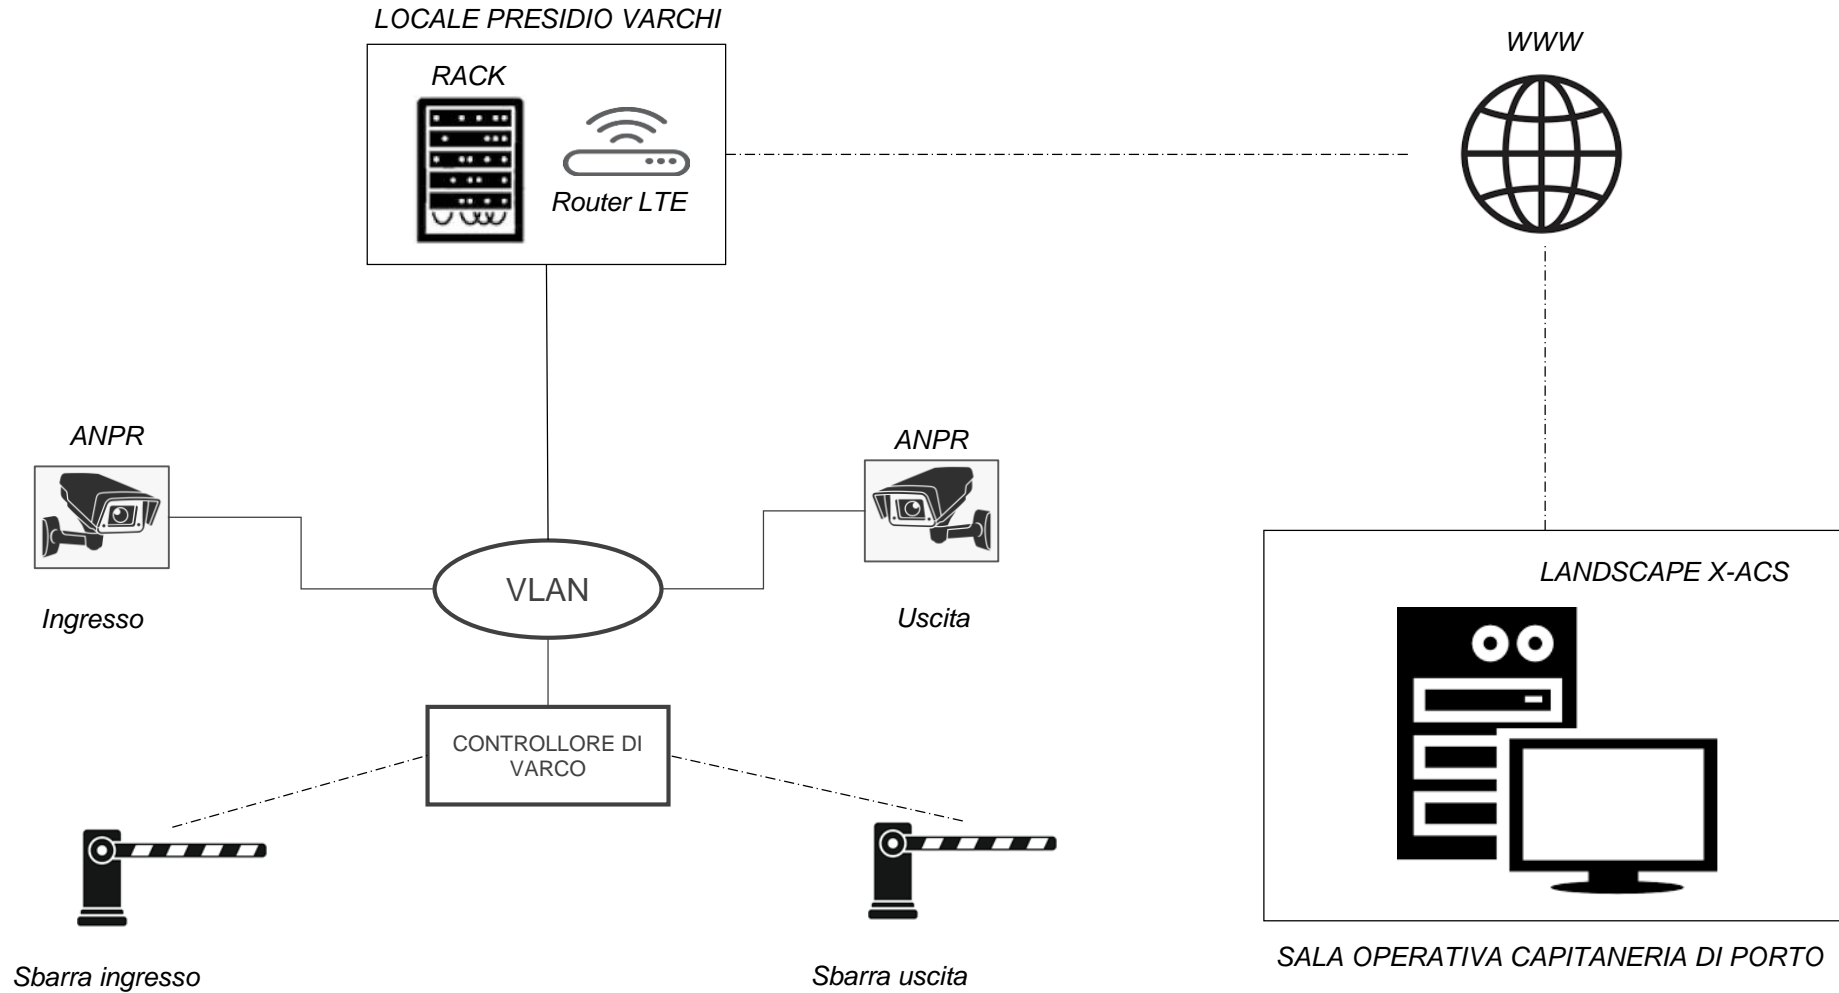 LOCALE PRESIDIO VARCHI
WWW
RACK
Router LTE
ANPR
ANPR
LANDSCAPE X-ACS
VLAN
Ingresso
Uscita
CONTROLLORE DI
VARCO
SALA OPERATIVA CAPITANERIA DI PORTO
Sbarra ingresso
Sbarra uscita